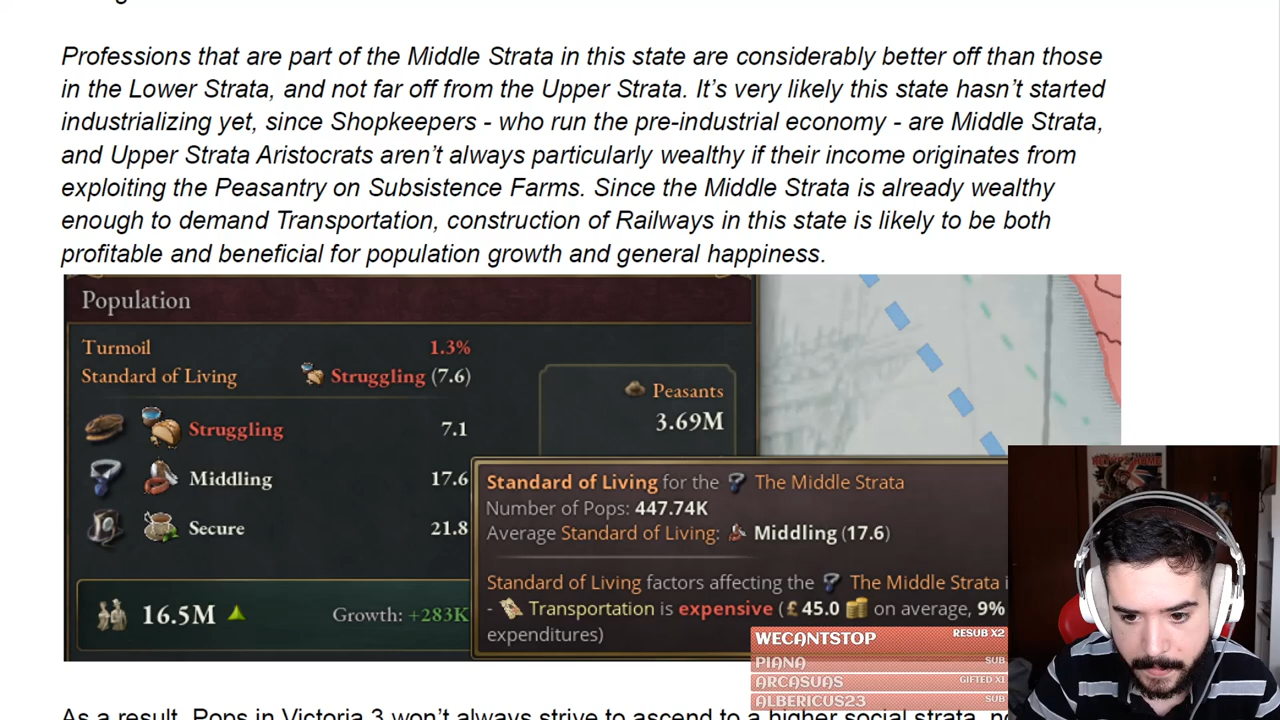 Professions that are part of the Middle Strata in this state are considerably better off than those
in the Lower Strata, and not far off from the Upper Strata. It's very likely this state hasn't started
industrializing yet, since Shopkeepers - who run the pre-industrial economy - are Middle Strata,
and Upper Strata Aristocrats aren't always particularly wealthy if their income originates from
exploiting the Peasantry on Subsistence Farms. Since the Middle Strata is already wealthy
enough to demand Transportation, construction of Railways in this state is likely to be both
profitable and beneficial for population growth and general happiness.
Population
Turmoil 1.3%
Standard of Living Struggling (7.6)
Peasants
3.69M
Struggling 7.1
Middling 17.6
Secure 21.8
16.5M Growth: +283K
Standard of Living for the The Middle Strata
Number of Pops: 447.74K
Average Standard of Living: Middling (17.6)
Standard of Living factors affecting the The Middle Strata i
- Transportation is expensive (£45.0 on average, 9%
expenditures)
WECANTSTOP RESUB X2
PIANA SUB
ARCASUAS GIFTED X1
ALBERICUS23 SUB
As a result, Pops in Victoria 3 won't always strive to ascend to a higher social strata,